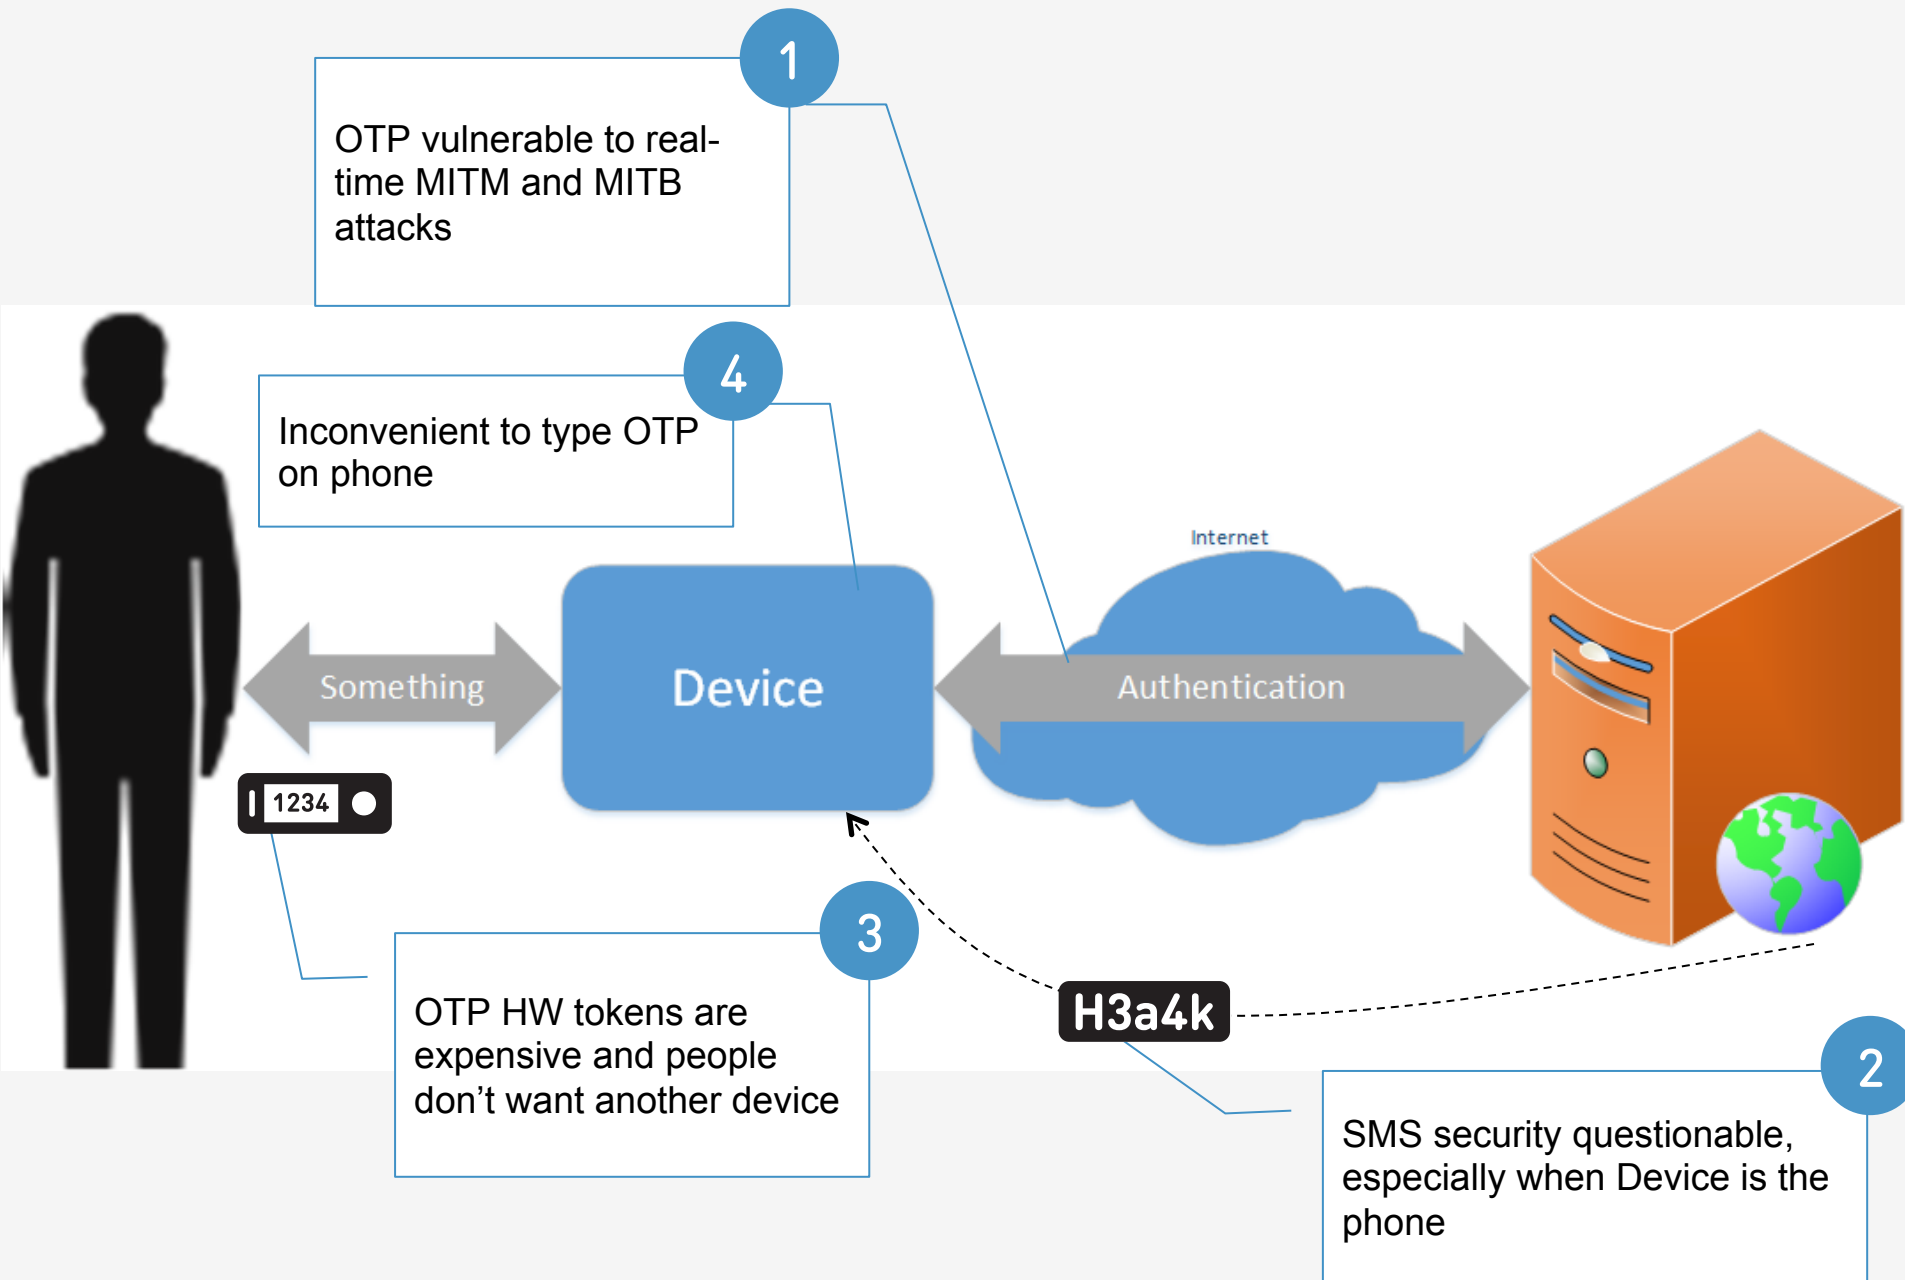 1
OTP vulnerable to real-
time MITM and MITB
attacks
4
Inconvenient to type OTP
on phone
Internet
Something
Device
Authentication
1234
3
OTP HW tokens are
expensive and people
don’t want another device
H3a4k
2
SMS security questionable,
especially when Device is the
phone